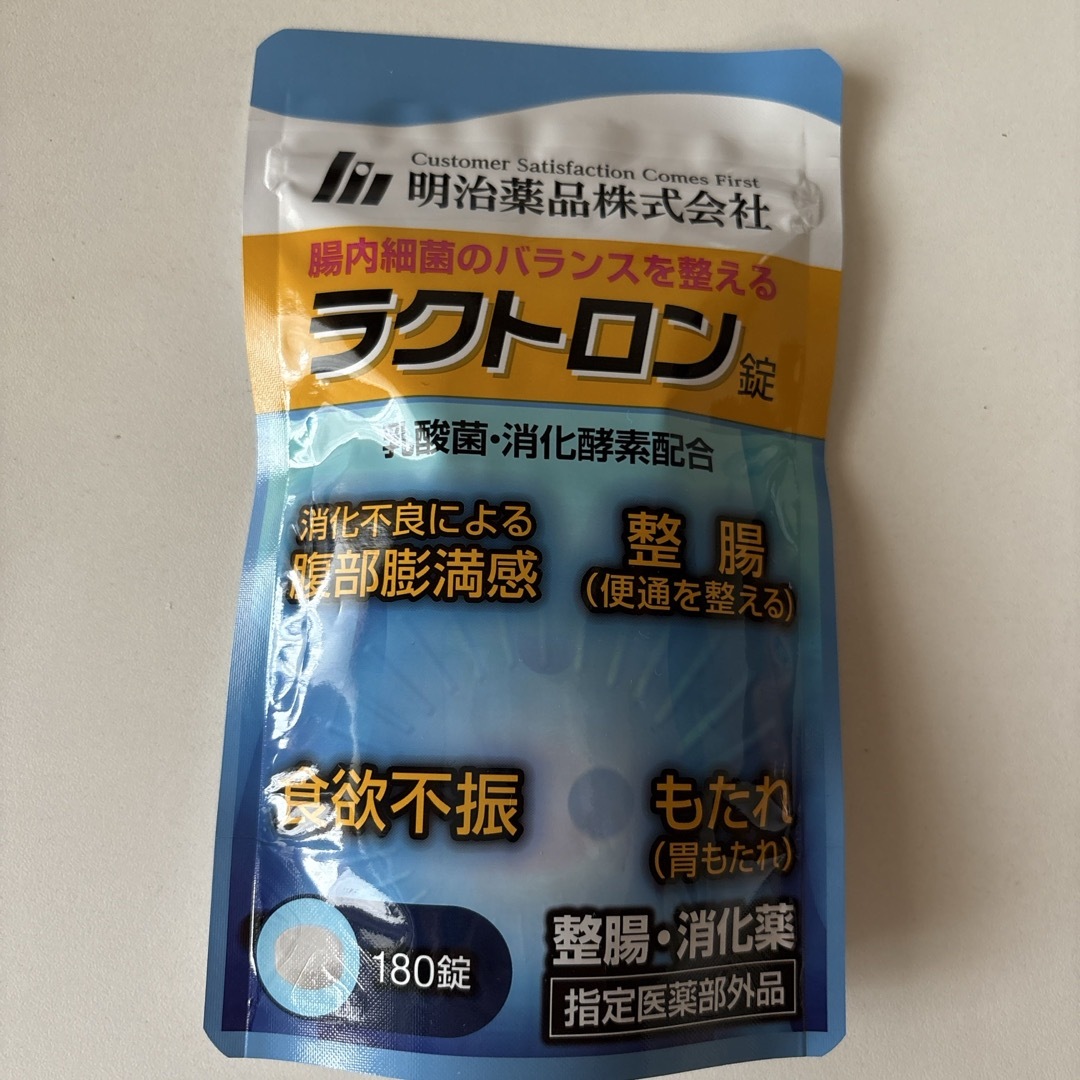 Customer Satisfaction Comes First
明治薬品株式会社
腸内細菌のバランスを整える
ラクトロン錠
乳酸菌・消化酵素配合
消化不良による
腹部膨満感
整腸
(便通を整える)
食欲不振
もたれ
(胃もたれ)
180錠
整腸・消化薬
指定医薬部外品